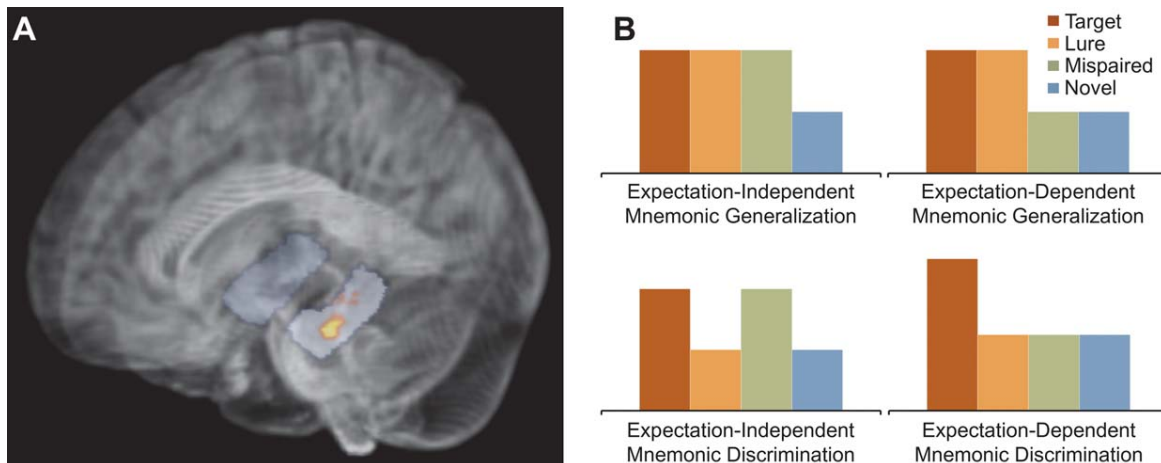 A
B
Target
Lure
Mispaired
Novel
Expectation-Independent
Mnemonic Generalization
Expectation-Dependent
Mnemonic Generalization
Expectation-Independent
Mnemonic Discrimination
Expectation-Dependent
Mnemonic Discrimination